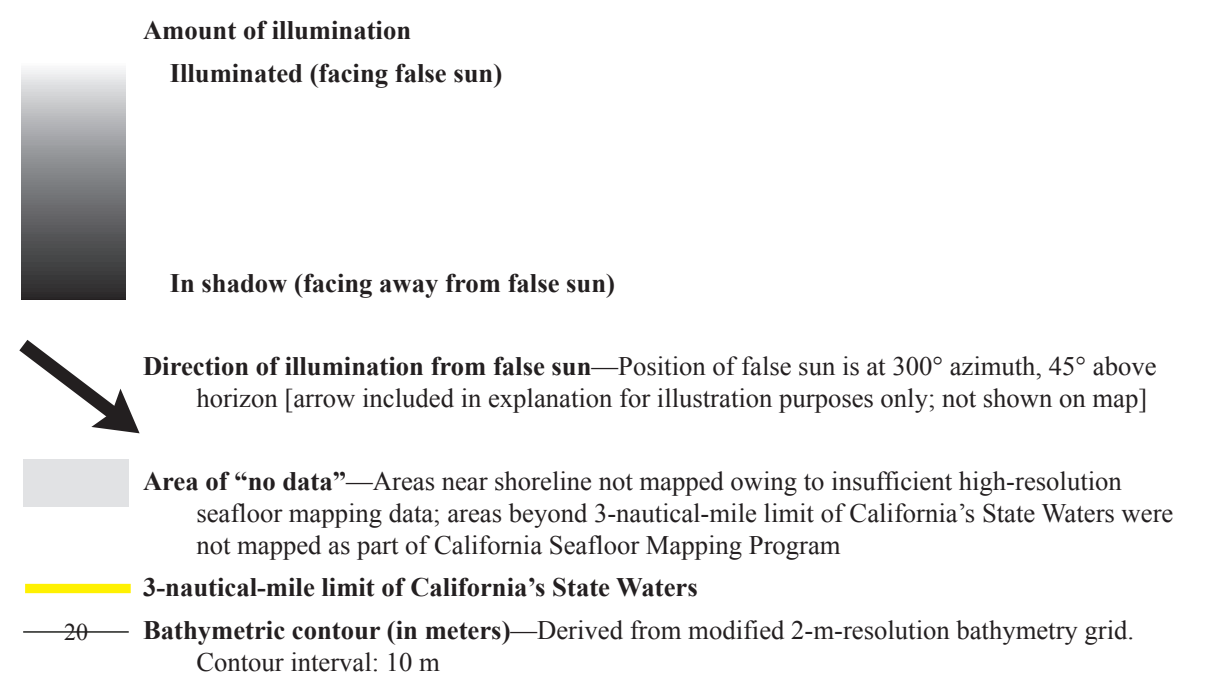 Amount of illumination
Illuminated (facing false sun)
In shadow (facing away from false sun)
Direction of illumination from false sun—Position of false sun is at 300° azimuth, 45° above
horizon [arrow included in explanation for illustration purposes only; not shown on map]
Area of “no data”—Areas near shoreline not mapped owing to insufficient high-resolution
seafloor mapping data; areas beyond 3-nautical-mile limit of California’s State Waters were
not mapped as part of California Seafloor Mapping Program
3-nautical-mile limit of California’s State Waters
20 Bathymetric contour (in meters)—Derived from modified 2-m-resolution bathymetry grid.
Contour interval: 10 m